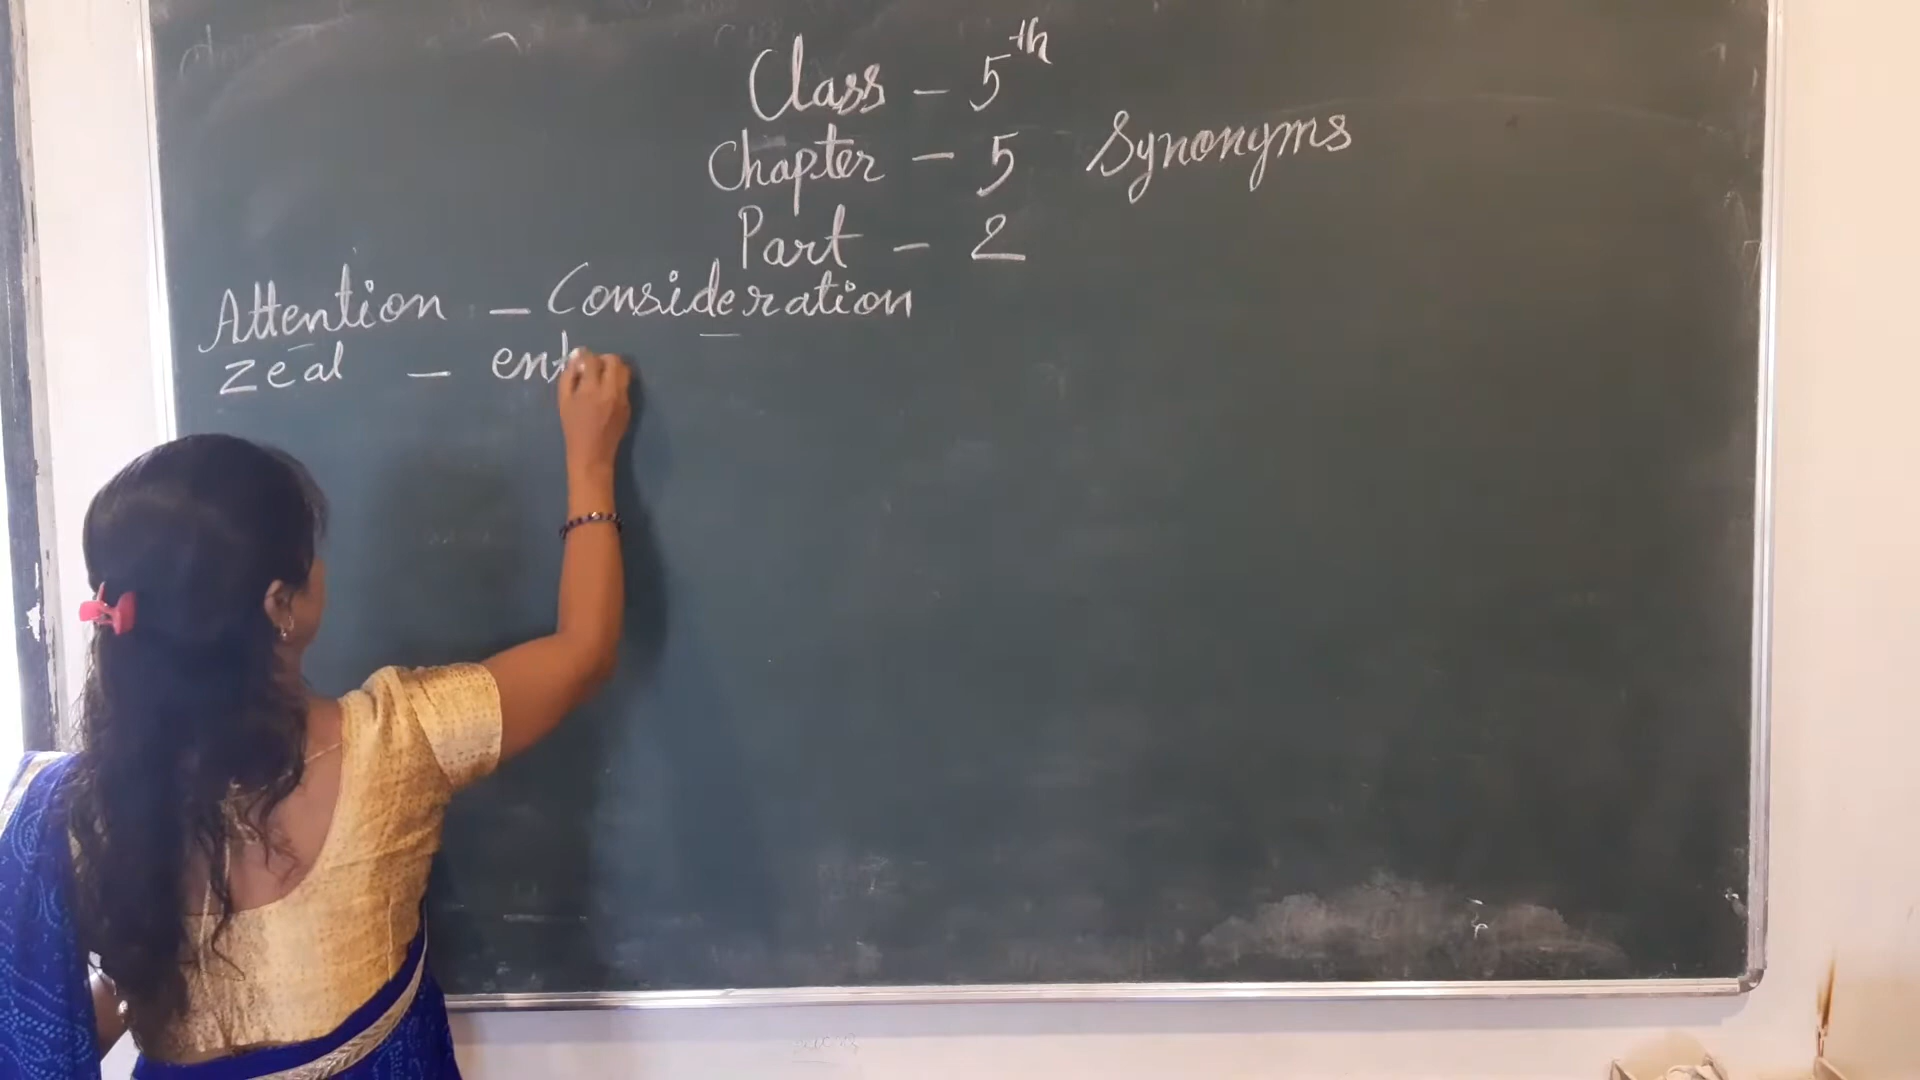 Class - 5th
Chapter - 5 Synonyms
Part - 2
Attention - Consideration
zeal - ent